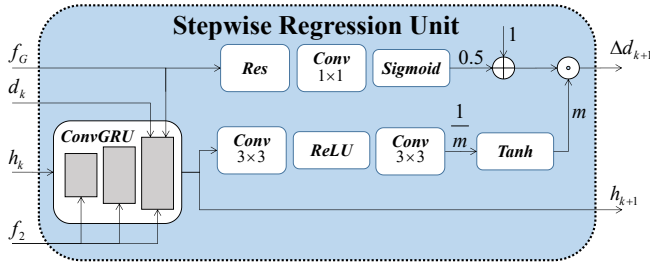 Stepwise Regression Unit
f_G
Res
Conv
1×1
Sigmoid
0.5
1
Δd_{k+1}
d_k
ConvGRU
h_k
Conv
3×3
ReLU
Conv
3×3
1/m
Tanh
m
h_{k+1}
f_2